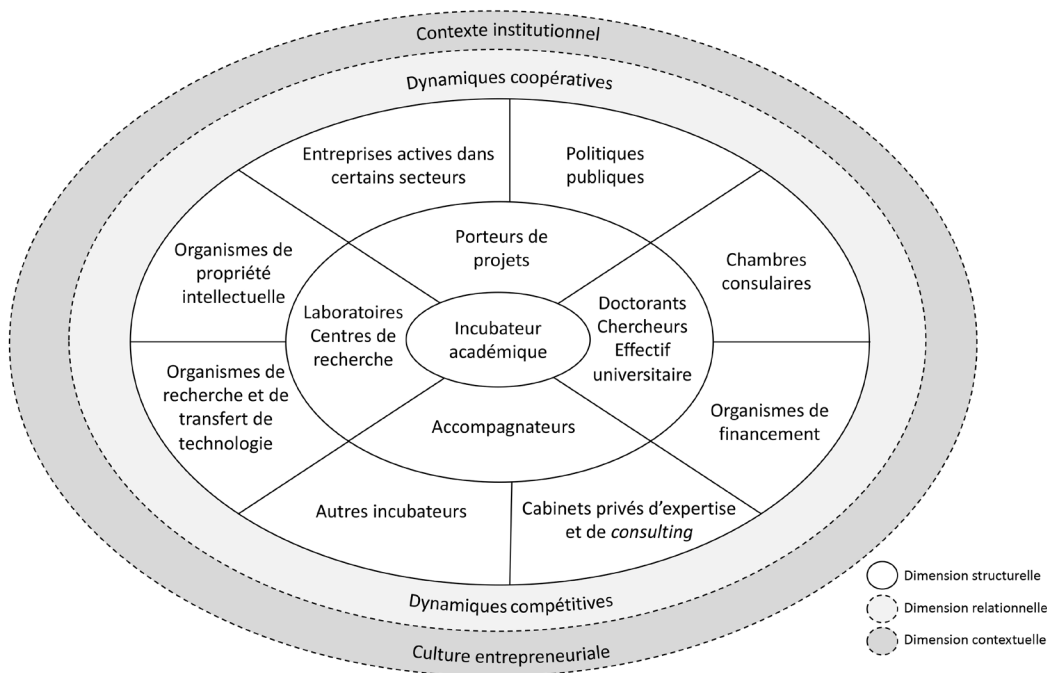 Contexte institutionnel
Dynamiques coopératives
Entreprises actives dans
certains secteurs
Politiques
publiques
Organismes de
propriété
intellectuelle
Porteurs de
projets
Chambres
consulaires
Laboratoires
Centres de
recherche
Incubateur
académique
Doctorants
Chercheurs
Effectif
universitaire
Organismes de
recherche et de
transfert de
technologie
Accompagnateurs
Organismes de
financement
Autres incubateurs
Cabinets privés d’expertise
et de consulting
Dynamiques compétitives
Culture entrepreneuriale
Dimension structurelle
Dimension relationnelle
Dimension contextuelle